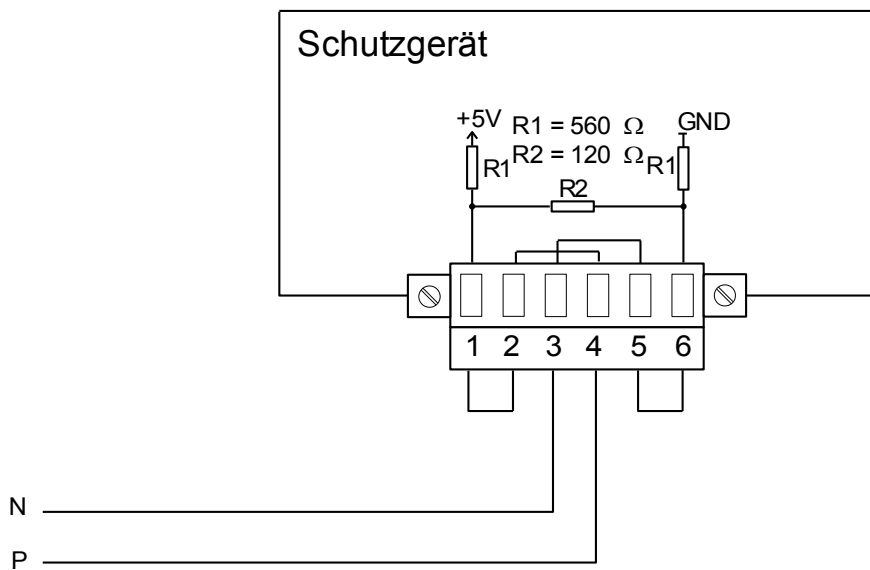 Schutzgerät
+5V R1 = 560 Ω GND
R1 R2 = 120 Ω R1
R2
1 2 3 4 5 6
N
P